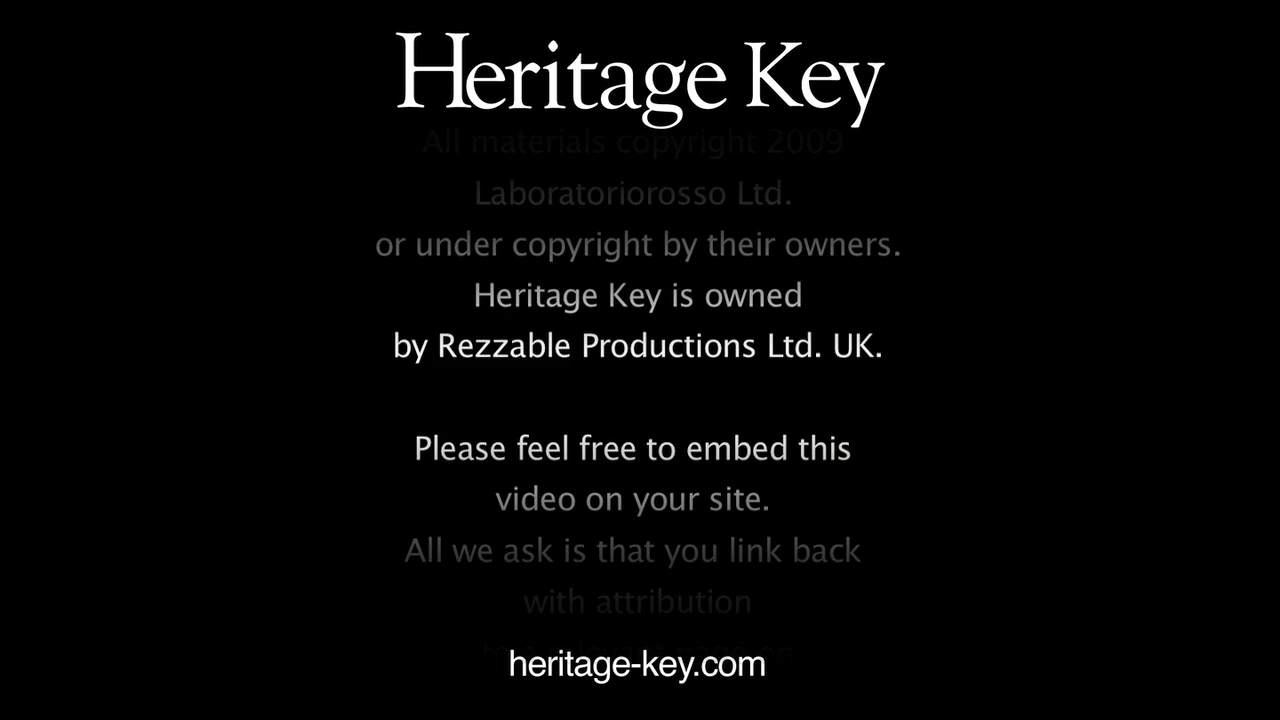 Heritage Key
All materials copyright 2009
Laboratoriorosso Ltd.
or under copyright by their owners.
Heritage Key is owned
by Rezzable Productions Ltd. UK.
Please feel free to embed this
video on your site.
All we ask is that you link back
with attribution
heritage-key.com